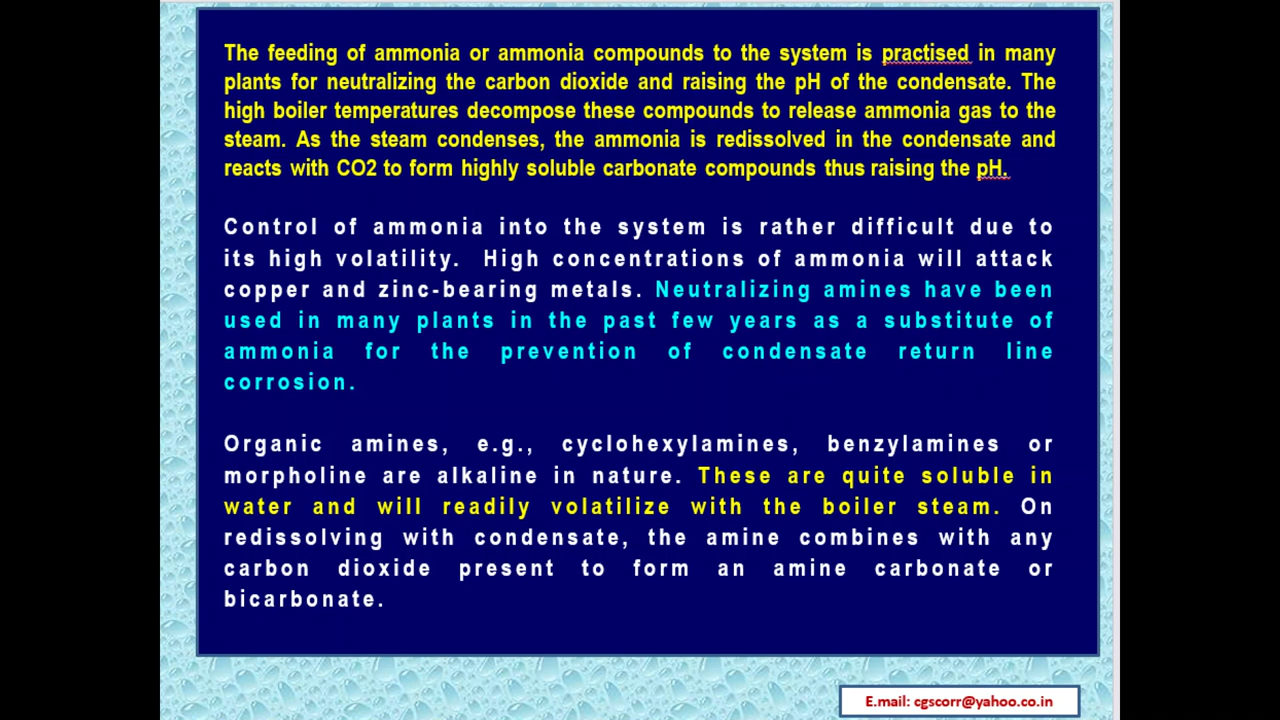 The feeding of ammonia or ammonia compounds to the system is practised in many
plants for neutralizing the carbon dioxide and raising the pH of the condensate. The
high boiler temperatures decompose these compounds to release ammonia gas to the
steam. As the steam condenses, the ammonia is redissolved in the condensate and
reacts with CO2 to form highly soluble carbonate compounds thus raising the pH.
Control of ammonia into the system is rather difficult due to
its high volatility. High concentrations of ammonia will attack
copper and zinc-bearing metals. Neutralizing amines have been
used in many plants in the past few years as a substitute of
ammonia for the prevention of condensate return line
corrosion.
Organic amines, e.g., cyclohexylamines, benzylamines or
morpholine are alkaline in nature. These are quite soluble in
water and will readily volatilize with the boiler steam. On
redissolving with condensate, the amine combines with any
carbon dioxide present to form an amine carbonate or
bicarbonate.
E.mail: cgscorr@yahoo.co.in